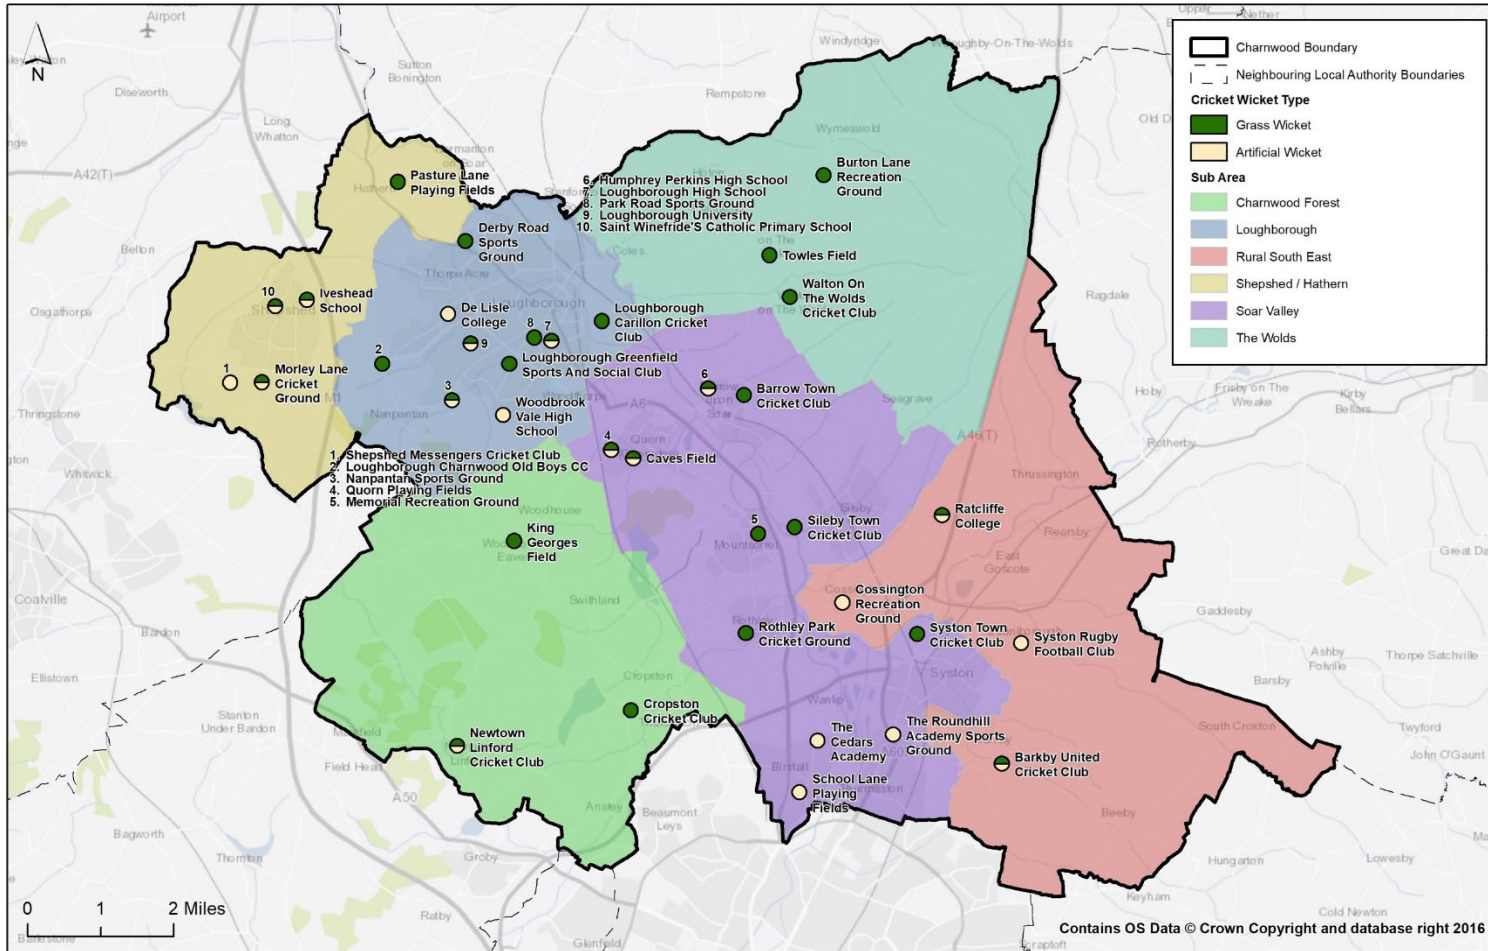 Airport
Diseworth
Long
Whatton
A42(T)
Belton
Osgathorpe
Thringstone
Whitwick
Coalville
Bardon
Ellistown
Stanton
Under Bardon
Field Head
A50
Bagworth
Thornton
Ratby
Groby
Glenfield
Anstey
Beaumont
Leys
Sutton
Bonington
Rempstone
Windyridge
Wymeswold
Cotes
Thorpe Acre
Nanpantan
M1
A6
Seagrave
A46(T)
Thrussington
Rearsby
East
Goscote
Ragdale
Hoby
Frisby on The
Wreake
Kirby
Bellars
Rotherby
Gaddesby
Ashby
Folville
Thorpe Satchville
Barsby
South Croxton
Twyford
John O'Gaunt
Beeby
Hungarton
Lowesby
Keyham
Cold Newton
Scraptoft
Woodhouse
Swithland
Cropston
Mountsorrel
Sileby
Quorn
Rothley
Wanlip
Syston
Birstall
Thurmaston
N
Pasture Lane
Playing Fields
Derby Road
Sports
Ground
6. Humphrey Perkins High School
7. Loughborough High School
8. Park Road Sports Ground
9. Loughborough University
10. Saint Winefride'S Catholic Primary School
Burton Lane
Recreation
Ground
Towles Field
Walton On
The Wolds
Cricket Club
10
Iveshead
School
De Lisle
College
Loughborough
Carillon Cricket
Club
8
7
9
2
Loughborough Greenfield
Sports And Social Club
1
Morley Lane
Cricket
Ground
3
Woodbrook
Vale High
School
6
Barrow Town
Cricket Club
4
Caves Field
1. Shepshed Messengers Cricket Club
2. Loughborough Charnwood Old Boys CC
3. Nanpantan Sports Ground
4. Quorn Playing Fields
5. Memorial Recreation Ground
King
Georges
Field
5
Sileby Town
Cricket Club
Ratcliffe
College
Cossington
Recreation
Ground
Rothley Park
Cricket Ground
Syston Town
Cricket Club
Syston Rugby
Football Club
Cropston
Cricket Club
Newtown
Linford
Cricket Club
The
Cedars
Academy
The Roundhill
Academy Sports
Ground
Barkby United
Cricket Club
School Lane
Playing
Fields
Charnwood Boundary
Neighbouring Local Authority Boundaries
Cricket Wicket Type
Grass Wicket
Artificial Wicket
Sub Area
Charnwood Forest
Loughborough
Rural South East
Shepshed / Hathern
Soar Valley
The Wolds
0 1 2 Miles
Contains OS Data © Crown Copyright and database right 2016